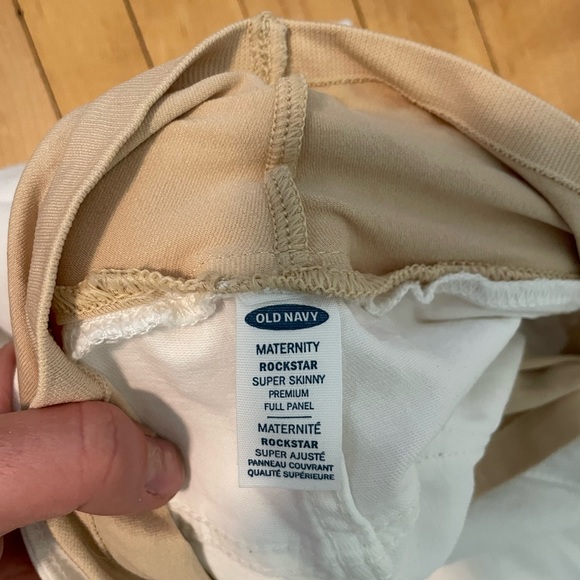 OLD NAVY
MATERNITY
ROCKSTAR
SUPER SKINNY
PREMIUM
FULL PANEL
MATERNITÉ
ROCKSTAR
SUPER AJUSTÉ
PANNEAU COUVRANT
QUALITÉ SUPÉRIEURE